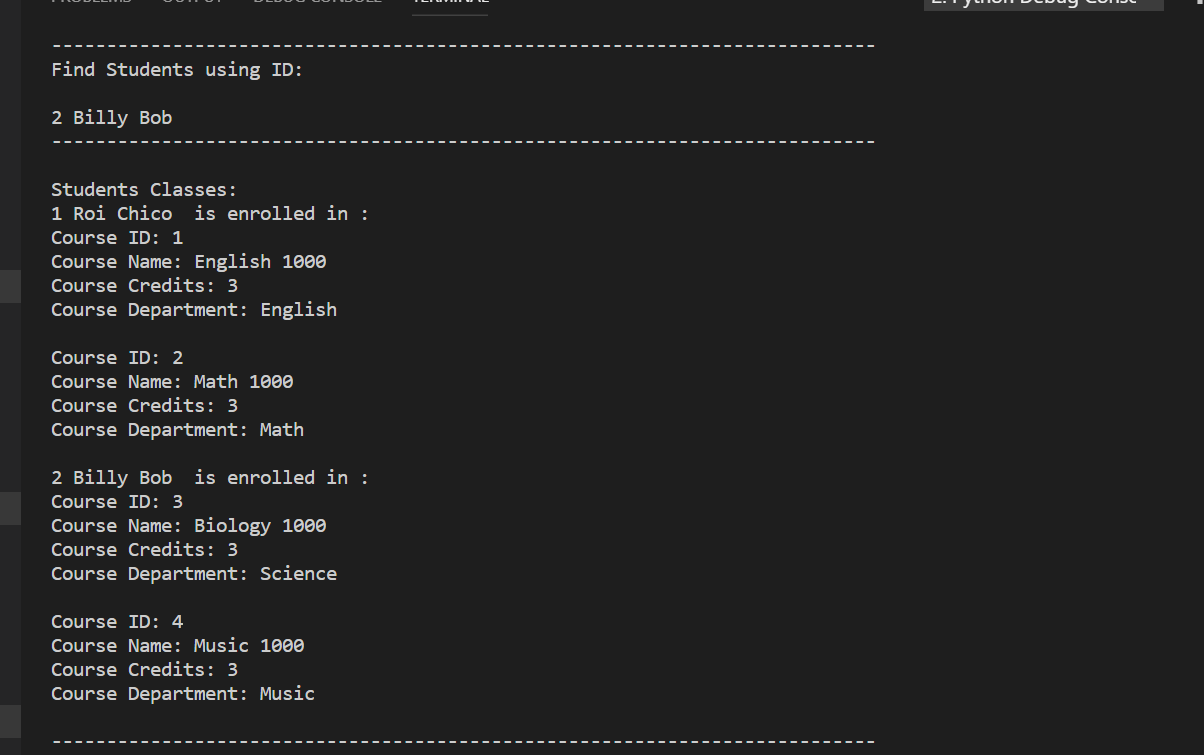 PROBLEMS OUTPUT DEBUG CONSOLE TERMINAL 2: Python Debug Consc
---------------------------------------------------------------------------
Find Students using ID:
2 Billy Bob
---------------------------------------------------------------------------
Students Classes:
1 Roi Chico  is enrolled in :
Course ID: 1
Course Name: English 1000
Course Credits: 3
Course Department: English
Course ID: 2
Course Name: Math 1000
Course Credits: 3
Course Department: Math
2 Billy Bob  is enrolled in :
Course ID: 3
Course Name: Biology 1000
Course Credits: 3
Course Department: Science
Course ID: 4
Course Name: Music 1000
Course Credits: 3
Course Department: Music
---------------------------------------------------------------------------